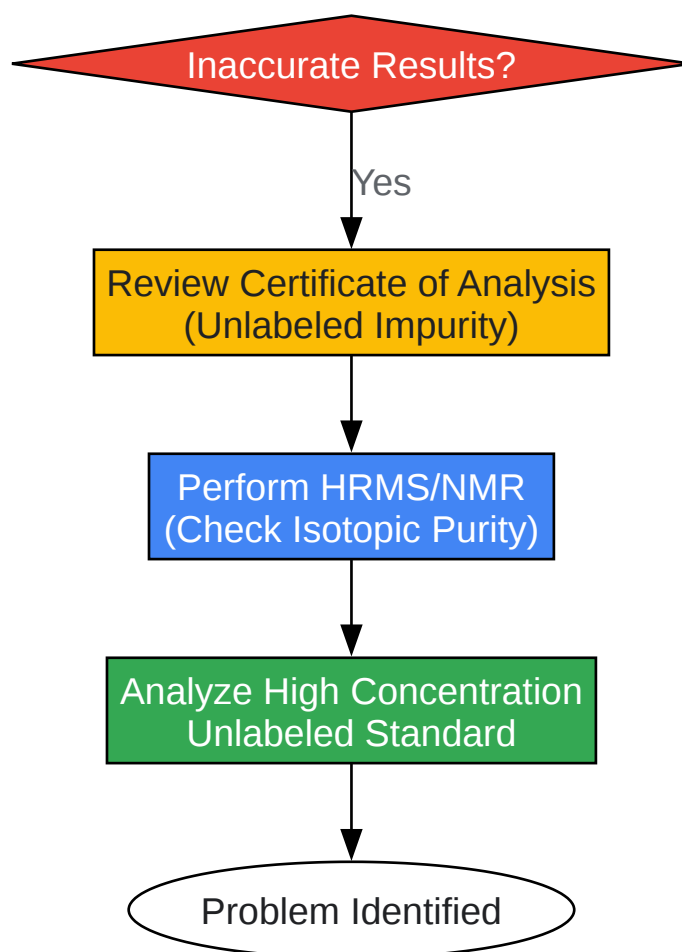 Inaccurate Results?
Yes
Review Certificate of Analysis
(Unlabeled Impurity)
Perform HRMS/NMR
(Check Isotopic Purity)
Analyze High Concentration
Unlabeled Standard
Problem Identified